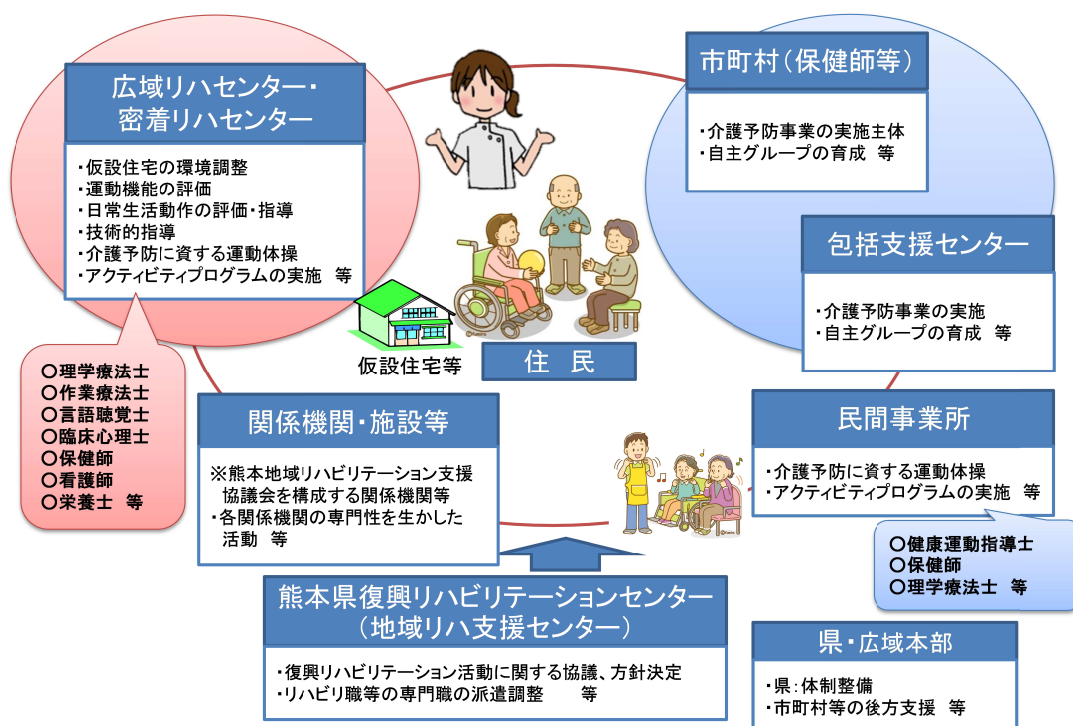 広域リハセンター・
密着リハセンター
・仮設住宅の環境調整
・運動機能の評価
・日常生活動作の評価・指導
・技術的指導
・介護予防に資する運動体操
・アクティビティプログラムの実施 等
〇理学療法士
〇作業療法士
〇言語聴覚士
〇臨床心理士
〇保健師
〇看護師
〇栄養士 等
市町村（保健師等）
・介護予防事業の実施主体
・自主グループの育成 等
包括支援センター
・介護予防事業の実施
・自主グループの育成 等
仮設住宅等
住 民
関係機関・施設等
※熊本地域リハビリテーション支援
協議会を構成する関係機関等
・各関係機関の専門性を生かした
活動 等
民間事業所
・介護予防に資する運動体操
・アクティビティプログラムの実施 等
〇健康運動指導士
〇保健師
〇理学療法士 等
熊本県復興リハビリテーションセンター
（地域リハ支援センター）
・復興リハビリテーション活動に関する協議、方針決定
・リハビリ職等の専門職の派遣調整 等
県・広域本部
・県：体制整備
・市町村等の後方支援 等